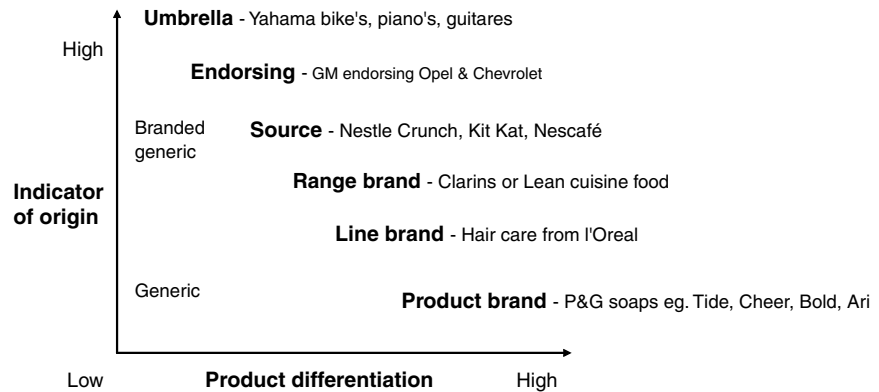 Umbrella - Yahama bike's, piano's, guitares
High
Endorsing - GM endorsing Opel & Chevrolet
Branded
generic
Source - Nestle Crunch, Kit Kat, Nescafé
Range brand - Clarins or Lean cuisine food
Indicator
of origin
Line brand - Hair care from l'Oreal
Generic
Product brand - P&G soaps eg. Tide, Cheer, Bold, Ari
Low
Product differentiation
High